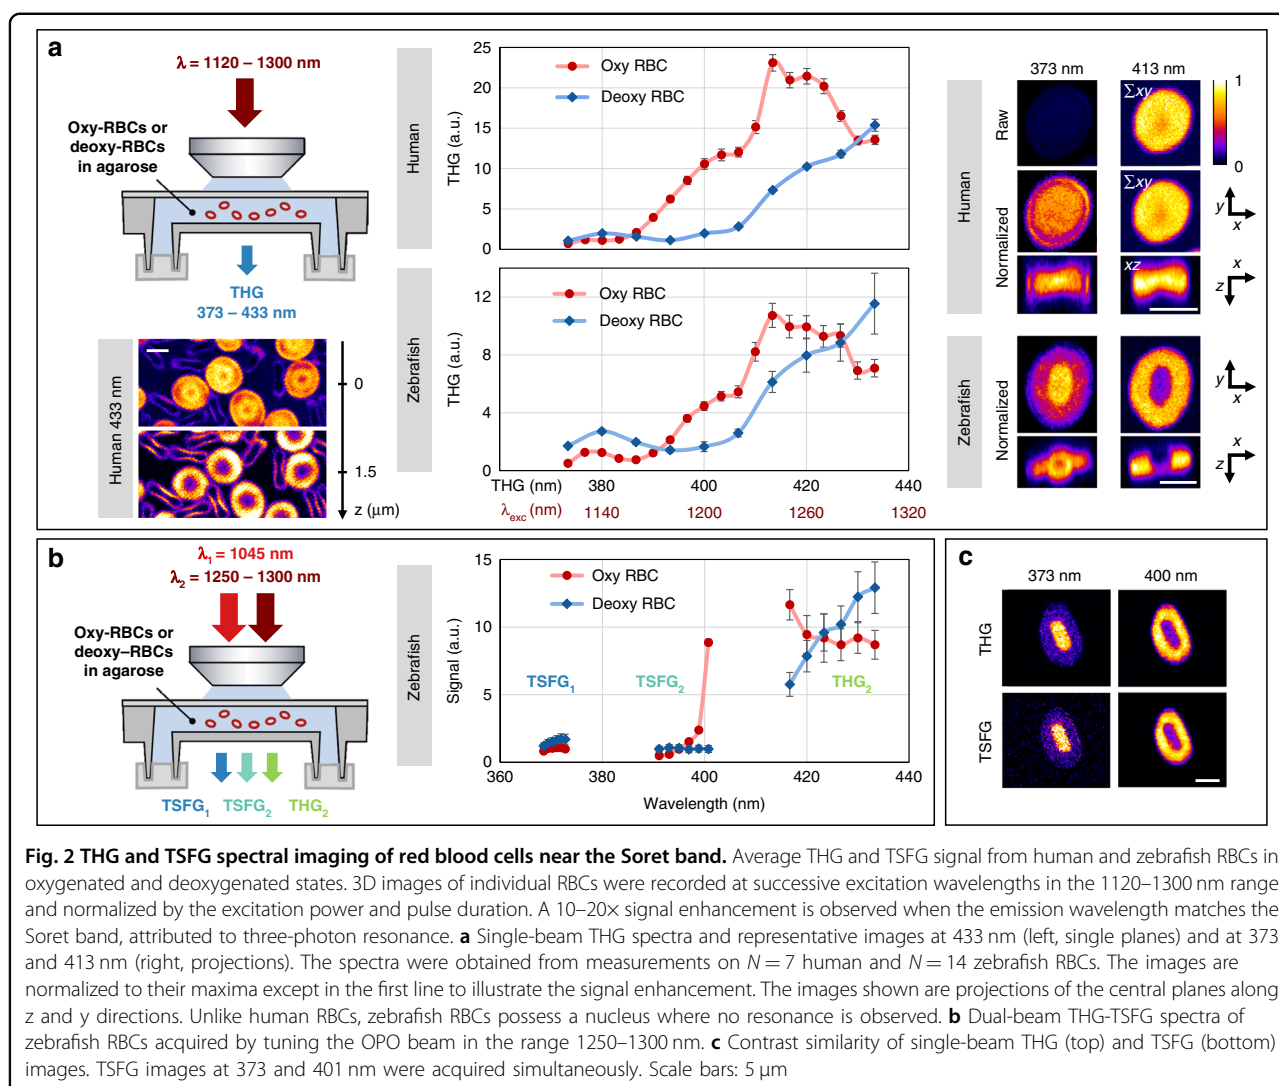 a
λ = 1120 – 1300 nm
Oxy-RBCs or
deoxy-RBCs
in agarose
THG
373 – 433 nm
Human 433 nm
0
1.5
z (μm)
Human
THG (a.u.)
25
20
15
10
5
0
Oxy RBC
Deoxy RBC
Zebrafish
THG (a.u.)
12
8
4
0
Oxy RBC
Deoxy RBC
THG (nm) 380 400 420 440
λexc (nm) 1140 1200 1260 1320
373 nm 413 nm
Human
Raw
Σxy
1
0
Normalized
Σxy
y
x
xz
x
z
Zebrafish
Normalized
y
x
x
z
b
λ1 = 1045 nm
λ2 = 1250 – 1300 nm
Oxy-RBCs or
deoxy–RBCs
in agarose
TSFG1 TSFG2 THG2
Zebrafish
Signal (a.u.)
15
10
5
0
Oxy RBC
Deoxy RBC
TSFG1 TSFG2 THG2
360 380 400 420 440
Wavelength (nm)
c
373 nm 400 nm
THG
TSFG
Fig. 2 THG and TSFG spectral imaging of red blood cells near the Soret band. Average THG and TSFG signal from human and zebrafish RBCs in
oxygenated and deoxygenated states. 3D images of individual RBCs were recorded at successive excitation wavelengths in the 1120–1300 nm range
and normalized by the excitation power and pulse duration. A 10–20× signal enhancement is observed when the emission wavelength matches the
Soret band, attributed to three-photon resonance. a Single-beam THG spectra and representative images at 433 nm (left, single planes) and at 373
and 413 nm (right, projections). The spectra were obtained from measurements on N = 7 human and N = 14 zebrafish RBCs. The images are
normalized to their maxima except in the first line to illustrate the signal enhancement. The images shown are projections of the central planes along
z and y directions. Unlike human RBCs, zebrafish RBCs possess a nucleus where no resonance is observed. b Dual-beam THG-TSFG spectra of
zebrafish RBCs acquired by tuning the OPO beam in the range 1250–1300 nm. c Contrast similarity of single-beam THG (top) and TSFG (bottom)
images. TSFG images at 373 and 401 nm were acquired simultaneously. Scale bars: 5 μm